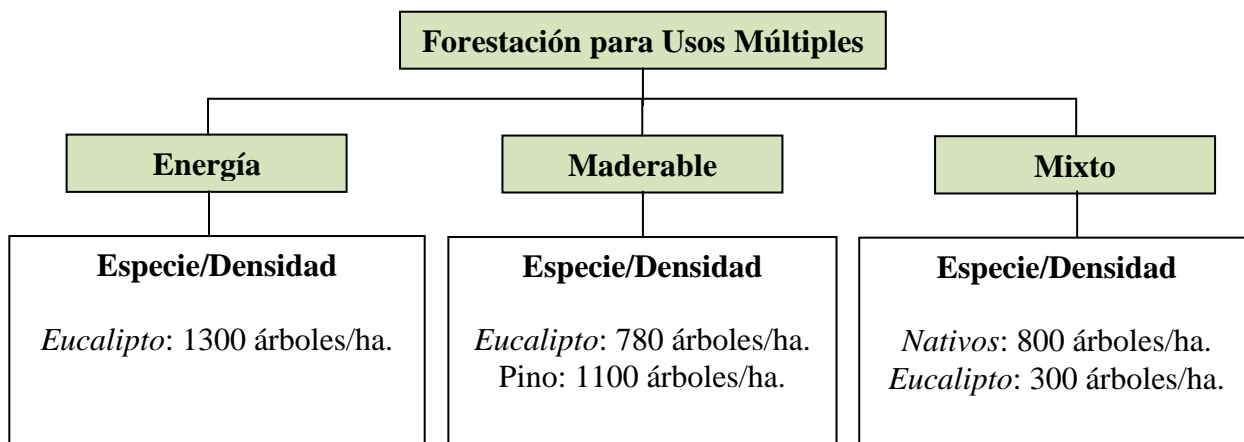 Forestación para Usos Múltiples
Energía
Maderable
Mixto
Especie/Densidad
Eucalipto: 1300 árboles/ha.
Especie/Densidad
Eucalipto: 780 árboles/ha.
Pino: 1100 árboles/ha.
Especie/Densidad
Nativos: 800 árboles/ha.
Eucalipto: 300 árboles/ha.